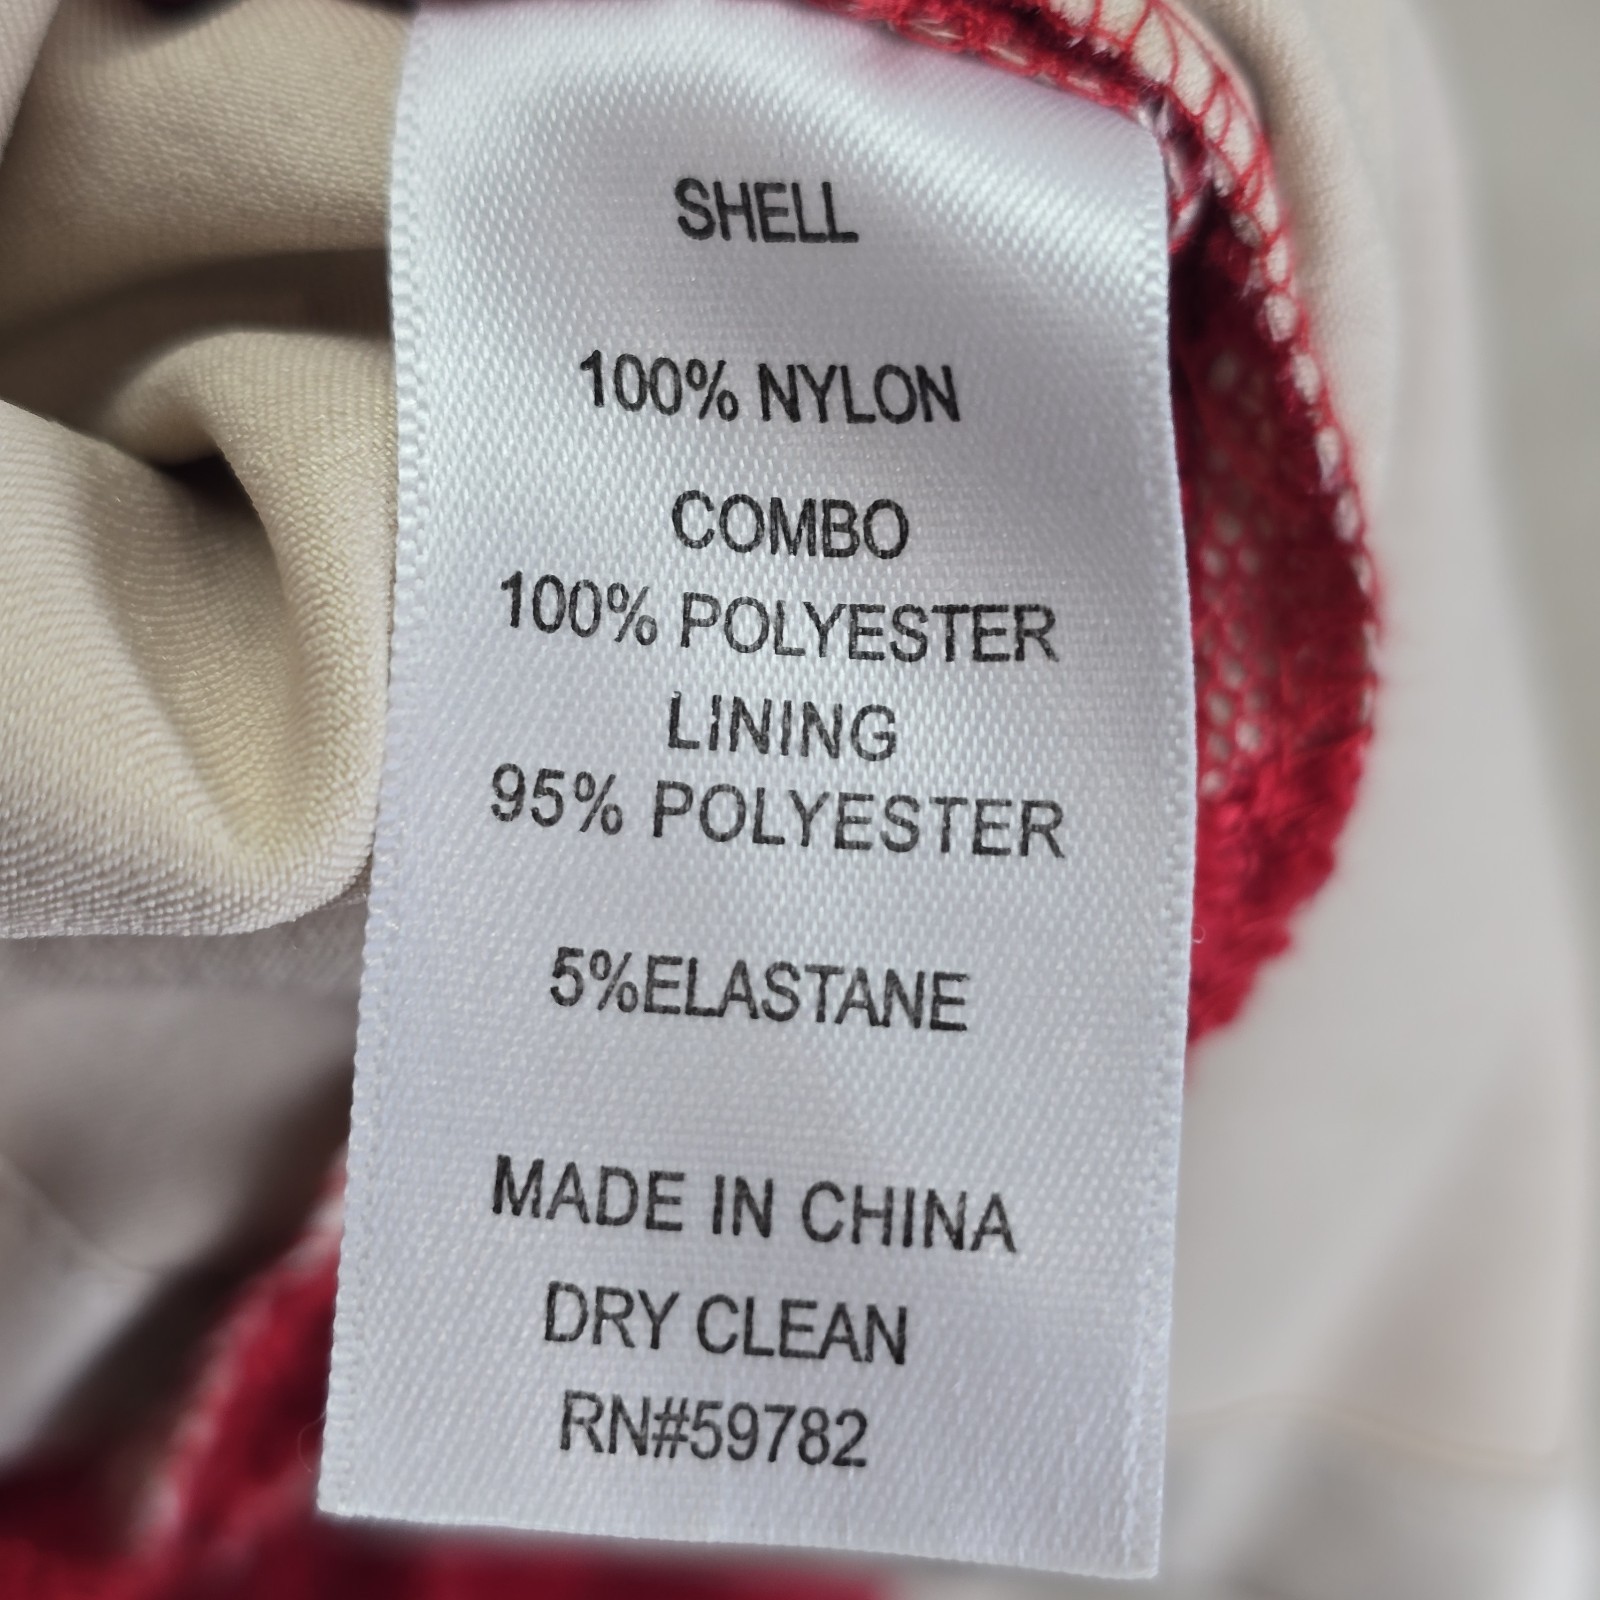 SHELL
100% NYLON
COMBO
100% POLYESTER
LINING
95% POLYESTER
5%ELASTANE
MADE IN CHINA
DRY CLEAN
RN#59782